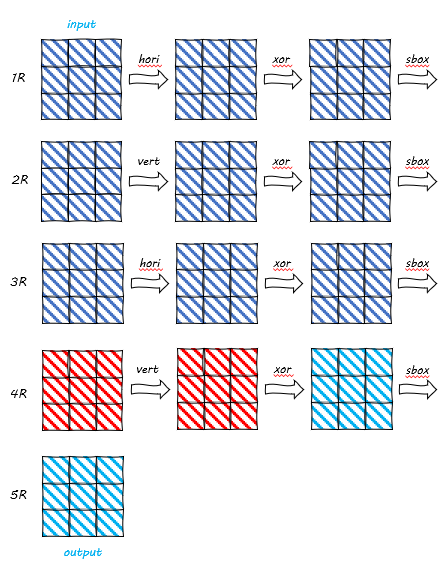 input
1R hori xor sbox
2R vert xor sbox
3R hori xor sbox
4R vert xor sbox
5R
output